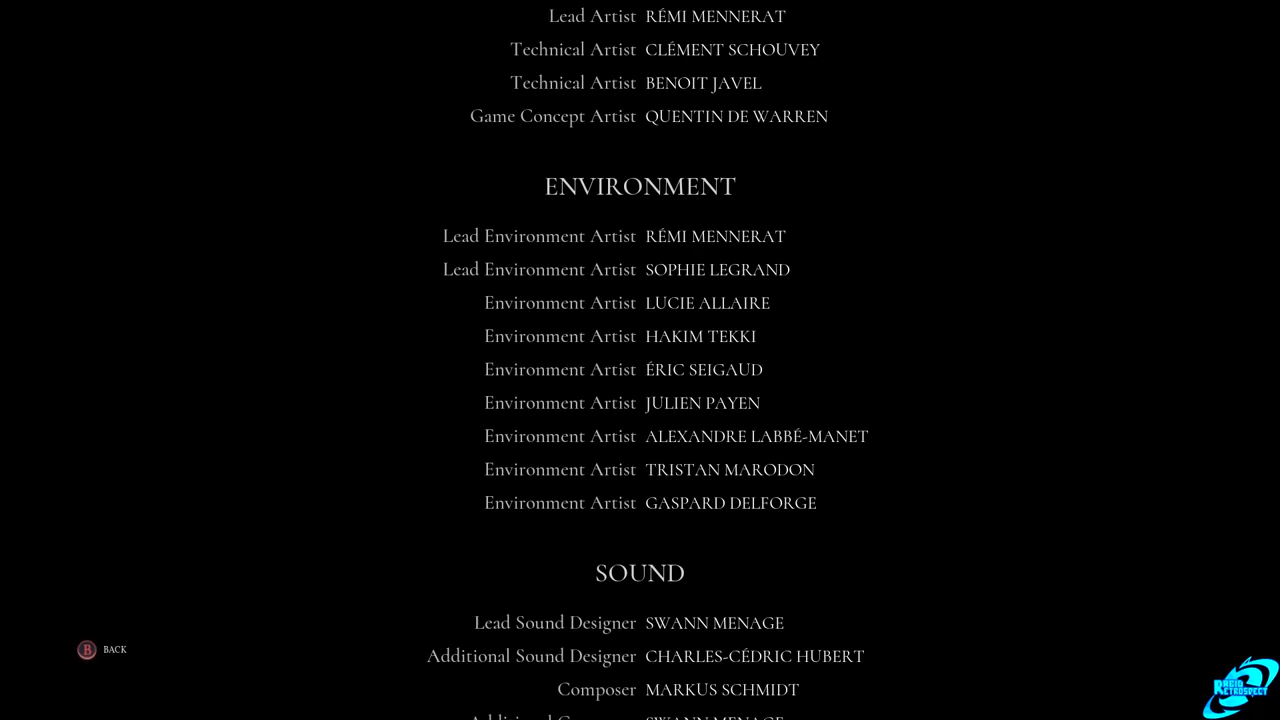 Lead Artist RÉMI MENNERAT
Technical Artist CLÉMENT SCHOUVEY
Technical Artist BENOIT JAVEL
Game Concept Artist QUENTIN DE WARREN
ENVIRONMENT
Lead Environment Artist RÉMI MENNERAT
Lead Environment Artist SOPHIE LEGRAND
Environment Artist LUCIE ALLAIRE
Environment Artist HAKIM TEKKI
Environment Artist ÉRIC SEIGAUD
Environment Artist JULIEN PAYEN
Environment Artist ALEXANDRE LABBÉ-MANET
Environment Artist TRISTAN MARODON
Environment Artist GASPARD DELFORGE
SOUND
Lead Sound Designer SWANN MENAGE
B BACK
Additional Sound Designer CHARLES-CÉDRIC HUBERT
Composer MARKUS SCHMIDT
SWANN MENAGE